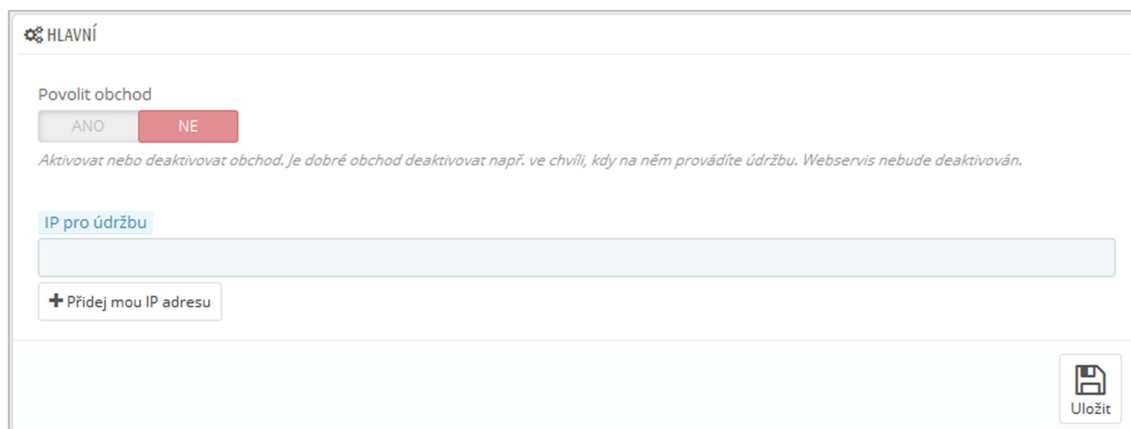 HLAVNÍ
Povolit obchod
ANO NE
Aktivovat nebo deaktivovat obchod. Je dobré obchod deaktivovat např. ve chvíli, kdy na něm provádíte údržbu. Webservis nebude deaktivován.
IP pro údržbu
Přidej mou IP adresu
Uložit